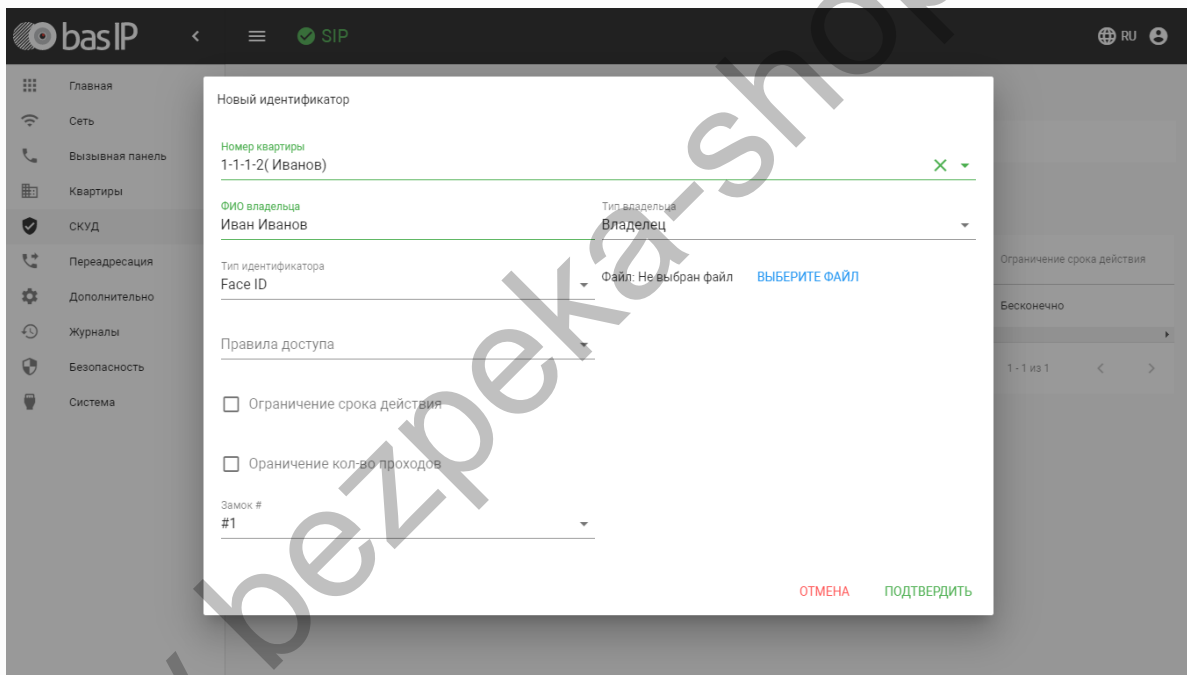 basIP
SIP
RU
Главная
Сеть
Вызывная панель
Квартиры
СКУД
Переадресация
Дополнительно
Журналы
Безопасность
Система
Новый идентификатор
Номер квартиры
1-1-1-2( Иванов)
ФИО владельца
Иван Иванов
Тип владельца
Владелец
Тип идентификатора
Face ID
Файл: Не выбран файл ВЫБЕРИТЕ ФАЙЛ
Правила доступа
Ограничение срока действия
Ораничение кол-во проходов
Замок #
#1
ОТМЕНА ПОДТВЕРДИТЬ
Ограничение срока действия
Бесконечно
1 - 1 из 1
bezpeka-shop